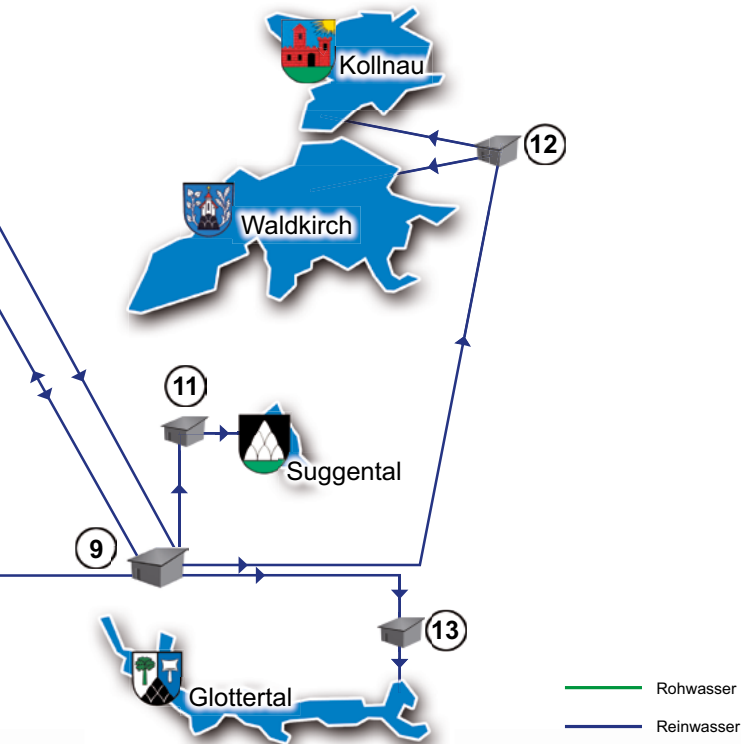 Kollnau
12
Waldkirch
11
Suggental
9
13
Glottertal
Rohwasser
Reinwasser